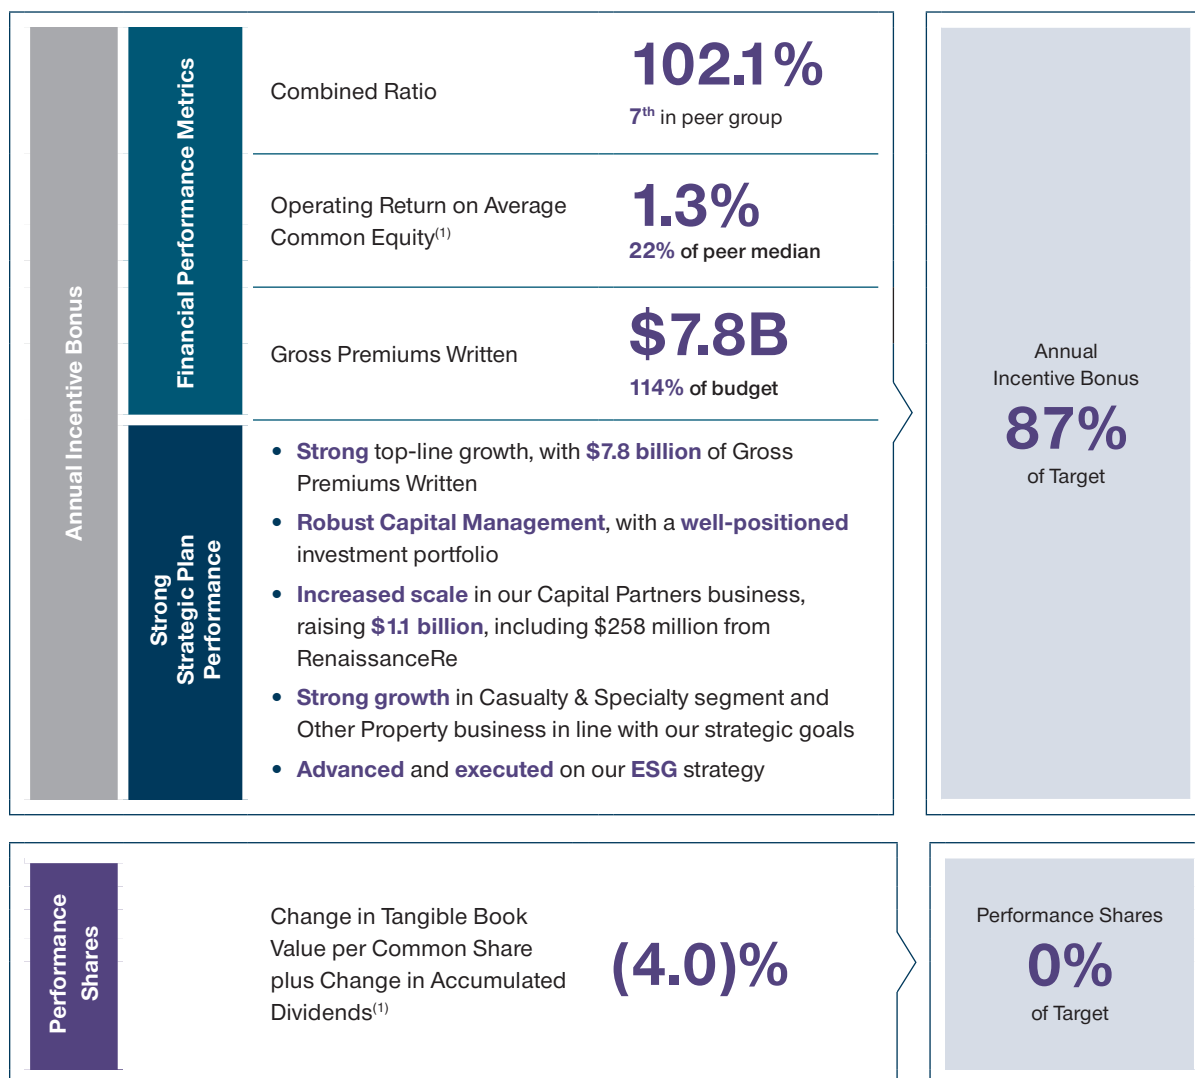 Annual Incentive Bonus
Financial Performance Metrics
Combined Ratio
102.1%
7th in peer group
Operating Return on Average
Common Equity(1)
1.3%
22% of peer median
Gross Premiums Written
$7.8B
114% of budget
Strong
Strategic Plan
Performance
• Strong top-line growth, with $7.8 billion of Gross
Premiums Written
• Robust Capital Management, with a well-positioned
investment portfolio
• Increased scale in our Capital Partners business,
raising $1.1 billion, including $258 million from
RenaissanceRe
• Strong growth in Casualty & Specialty segment and
Other Property business in line with our strategic goals
• Advanced and executed on our ESG strategy
Annual
Incentive Bonus
87%
of Target
Performance
Shares
Change in Tangible Book
Value per Common Share
plus Change in Accumulated
Dividends(1)
(4.0)%
Performance Shares
0%
of Target